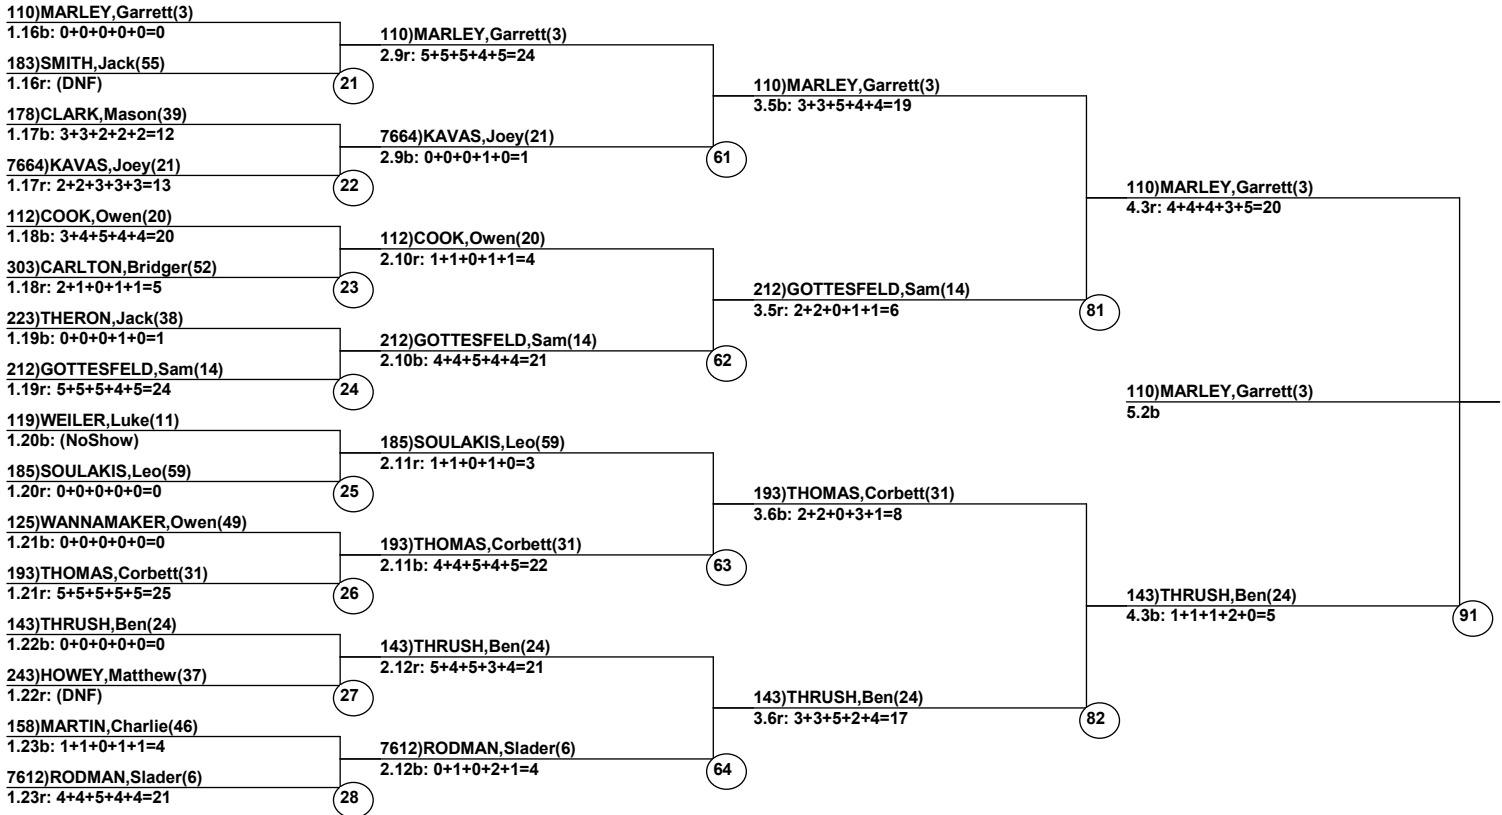 110)MARLEY,Garrett(3)
1.16b: 0+0+0+0+0=0
183)SMITH,Jack(55)
1.16r: (DNF)
21
178)CLARK,Mason(39)
1.17b: 3+3+2+2+2=12
7664)KAVAS,Joey(21)
1.17r: 2+2+3+3+3=13
22
112)COOK,Owen(20)
1.18b: 3+4+5+4+4=20
303)CARLTON,Bridger(52)
1.18r: 2+1+0+1+1=5
23
223)THERON,Jack(38)
1.19b: 0+0+0+1+0=1
212)GOTTESFELD,Sam(14)
1.19r: 5+5+5+4+5=24
24
119)WEILER,Luke(11)
1.20b: (NoShow)
185)SOULAKIS,Leo(59)
1.20r: 0+0+0+0+0=0
25
125)WANNAMAKER,Owen(49)
1.21b: 0+0+0+0+0=0
193)THOMAS,Corbett(31)
1.21r: 5+5+5+5+5=25
26
143)THRUSH,Ben(24)
1.22b: 0+0+0+0+0=0
243)HOWEY,Matthew(37)
1.22r: (DNF)
27
158)MARTIN,Charlie(46)
1.23b: 1+1+0+1+1=4
7612)RODMAN,Slader(6)
1.23r: 4+4+5+4+4=21
28
110)MARLEY,Garrett(3)
2.9r: 5+5+5+4+5=24
7664)KAVAS,Joey(21)
2.9b: 0+0+0+1+0=1
61
112)COOK,Owen(20)
2.10r: 1+1+0+1+1=4
212)GOTTESFELD,Sam(14)
2.10b: 4+4+5+4+4=21
62
185)SOULAKIS,Leo(59)
2.11r: 1+1+0+1+0=3
193)THOMAS,Corbett(31)
2.11b: 4+4+5+4+5=22
63
143)THRUSH,Ben(24)
2.12r: 5+4+5+3+4=21
7612)RODMAN,Slader(6)
2.12b: 0+1+0+2+1=4
64
110)MARLEY,Garrett(3)
3.5b: 3+3+5+4+4=19
212)GOTTESFELD,Sam(14)
3.5r: 2+2+0+1+1=6
81
193)THOMAS,Corbett(31)
3.6b: 2+2+0+3+1=8
143)THRUSH,Ben(24)
3.6r: 3+3+5+2+4=17
82
110)MARLEY,Garrett(3)
4.3r: 4+4+4+3+5=20
143)THRUSH,Ben(24)
4.3b: 1+1+1+2+0=5
91
110)MARLEY,Garrett(3)
5.2b